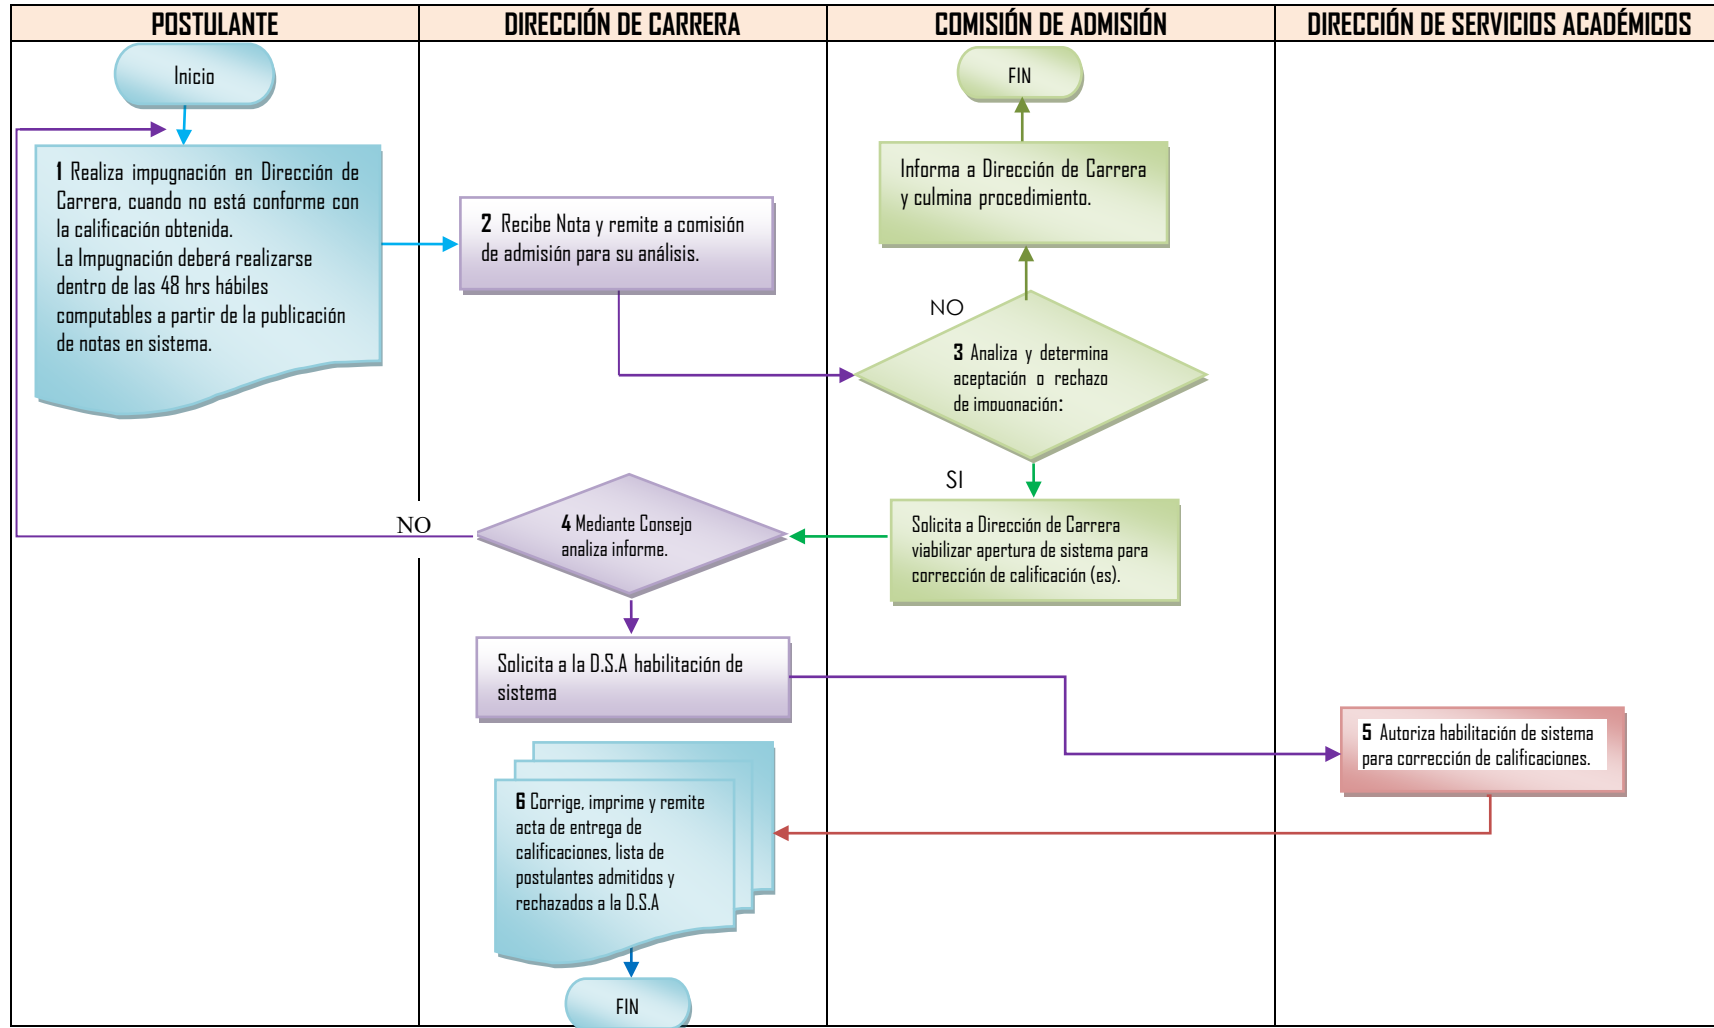 POSTULANTE
DIRECCIÓN DE CARRERA
COMISIÓN DE ADMISIÓN
DIRECCIÓN DE SERVICIOS ACADÉMICOS
Inicio
FIN
1 Realiza impugnación en Dirección de
Carrera, cuando no está conforme con
la calificación obtenida.
La Impugnación deberá realizarse
dentro de las 48 hrs hábiles
computables a partir de la publicación
de notas en sistema.
2 Recibe Nota y remite a comisión
de admisión para su análisis.
Informa a Dirección de Carrera
y culmina procedimiento.
NO
3 Analiza y determina
aceptación o rechazo
de impugnación:
SI
Solicita a Dirección de Carrera
viabilizar apertura de sistema para
corrección de calificación (es).
4 Mediante Consejo
analiza informe.
NO
Solicita a la D.S.A habilitación de
sistema
5 Autoriza habilitación de sistema
para corrección de calificaciones.
6 Corrige, imprime y remite
acta de entrega de
calificaciones, lista de
postulantes admitidos y
rechazados a la D.S.A
FIN